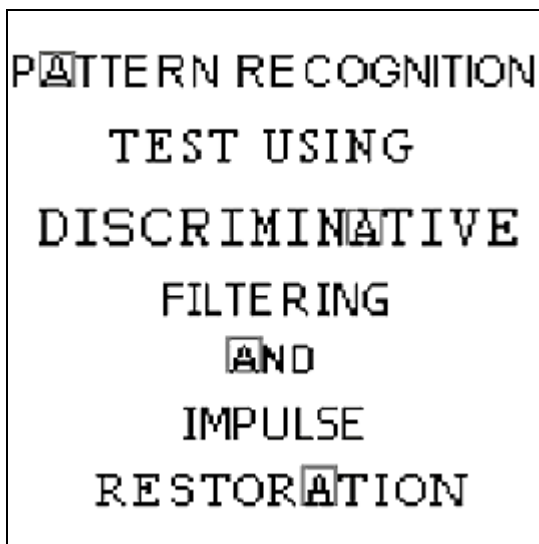 PATTERN RECOGNITION
TEST USING
DISCRIMINATIVE
FILTERING
AND
IMPULSE
RESTORATION